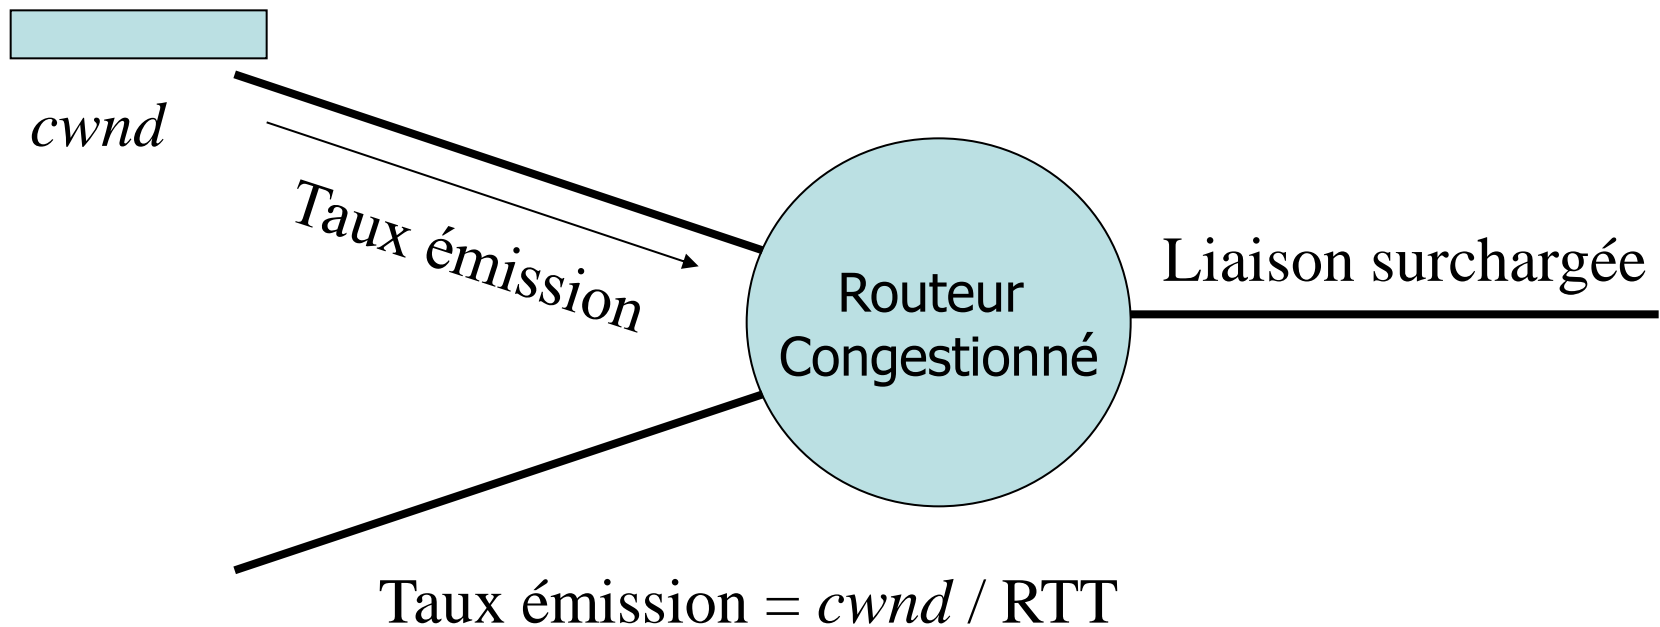 cwnd
Taux émission
Routeur
Congestionné
Liaison surchargée
Taux émission = cwnd / RTT